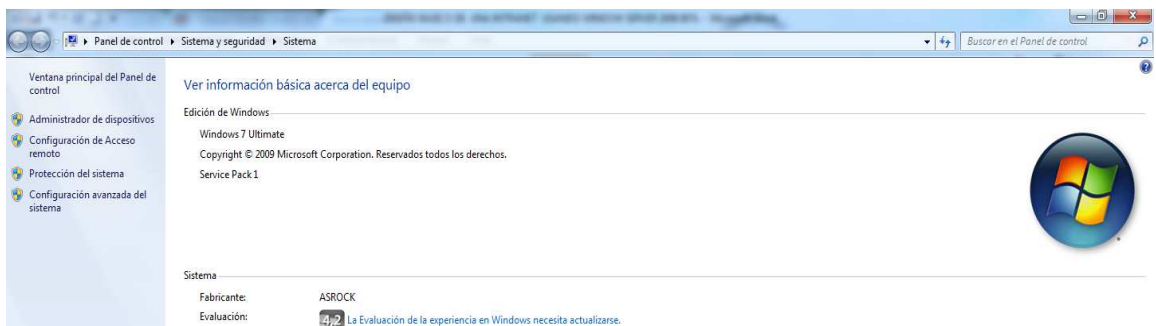 Panel de control ▸ Sistema y seguridad ▸ Sistema
Buscar en el Panel de control
Ventana principal del Panel de
control
Administrador de dispositivos
Configuración de Acceso
remoto
Protección del sistema
Configuración avanzada del
sistema
Ver información básica acerca del equipo
Edición de Windows
Windows 7 Ultimate
Copyright © 2009 Microsoft Corporation. Reservados todos los derechos.
Service Pack 1
Sistema
Fabricante: ASROCK
Evaluación: 4,2 La Evaluación de la experiencia en Windows necesita actualizarse.